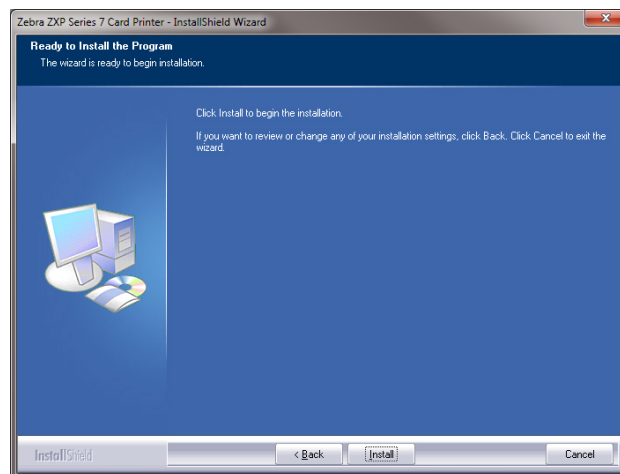 Zebra ZXP Series 7 Card Printer - InstallShield Wizard
Ready to Install the Program
The wizard is ready to begin installation.
Click Install to begin the installation.
If you want to review or change any of your installation settings, click Back. Click Cancel to exit the
wizard.
InstallShield
< Back
Install
Cancel